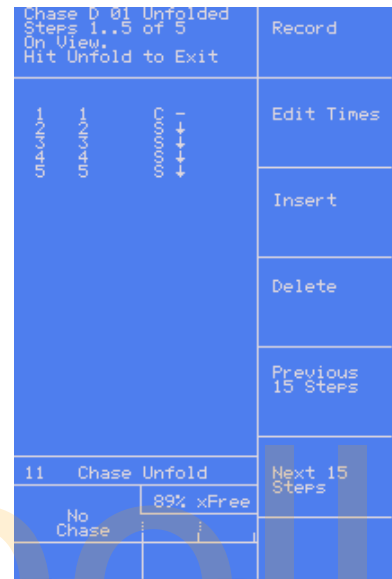 Chase D 01 Unfolded
Steps 1..5 of 5
On View.
Hit Unfold to Exit
Record
Edit Times
Insert
Delete
Previous
15 Steps
Next 15
Steps
1 1 C -
2 2 S ↓
3 3 S ↓
4 4 S ↓
5 5 S ↓
11 Chase Unfold
89% xFree
No
Chase